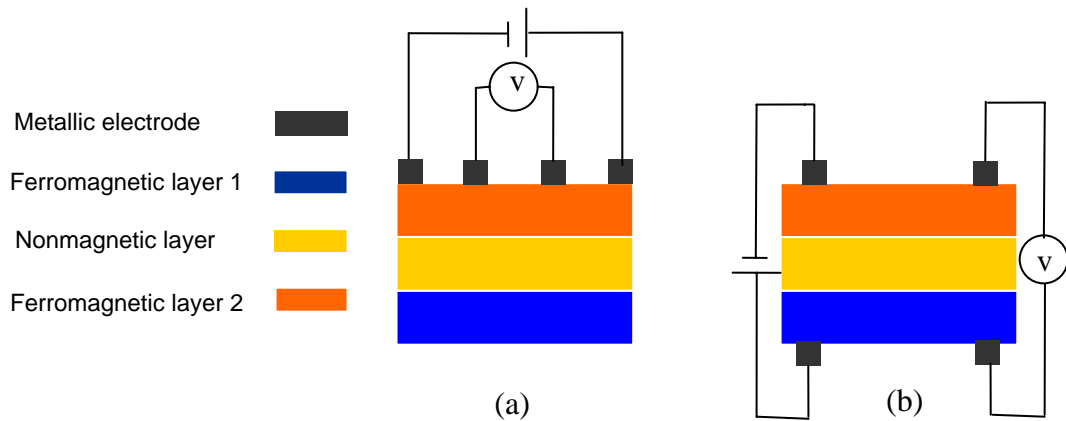 Metallic electrode
Ferromagnetic layer 1
Nonmagnetic layer
Ferromagnetic layer 2
V
V
(a)
(b)